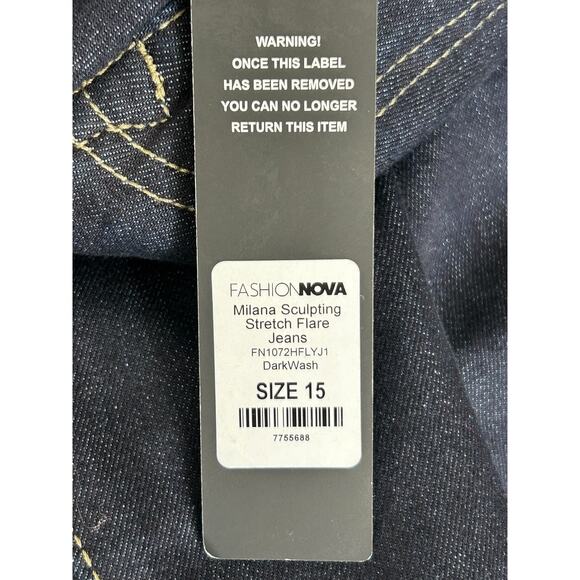 WARNING!
ONCE THIS LABEL
HAS BEEN REMOVED
YOU CAN NO LONGER
RETURN THIS ITEM
FASHIONNOVA
Milana Sculpting
Stretch Flare
Jeans
FN1072HFLYJ1
DarkWash
SIZE 15
7755688